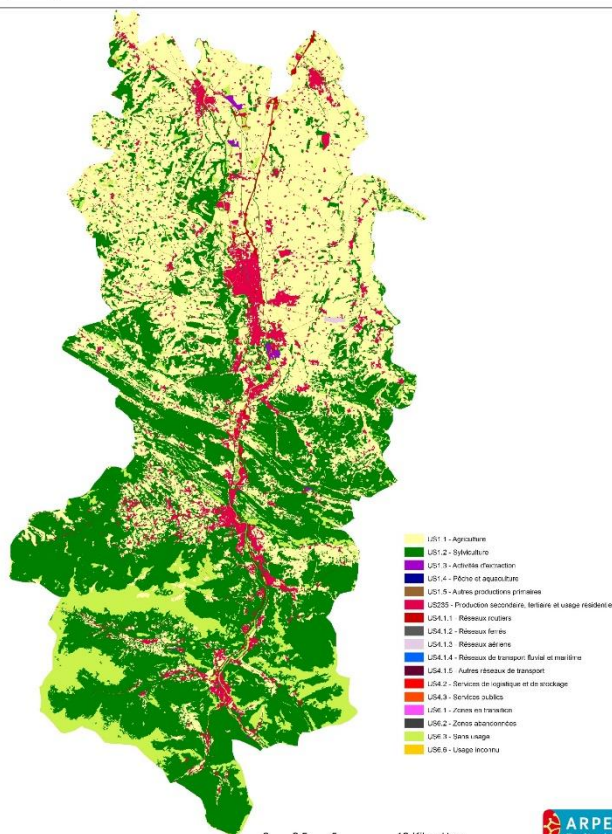 US1.1 - Agriculture
US1.2 - Sylviculture
US1.3 - Activités d'extraction
US1.4 - Pêche et aquaculture
US1.5 - Autres productions primaires
US235 - Production secondaire, tertiaire et usage résidentiel
US4.1.1 - Réseaux routiers
US4.1.2 - Réseaux ferrés
US4.1.3 - Réseaux aériens
US4.1.4 - Réseaux de transport fluvial et maritime
US4.1.5 - Autres réseaux de transport
US4.2 - Services de logistique et de stockage
US4.3 - Services publics
US6.1 - Zones en transition
US6.2 - Zones abandonnées
US6.3 - Sans usage
US6.6 - Usage inconnu
ARPE